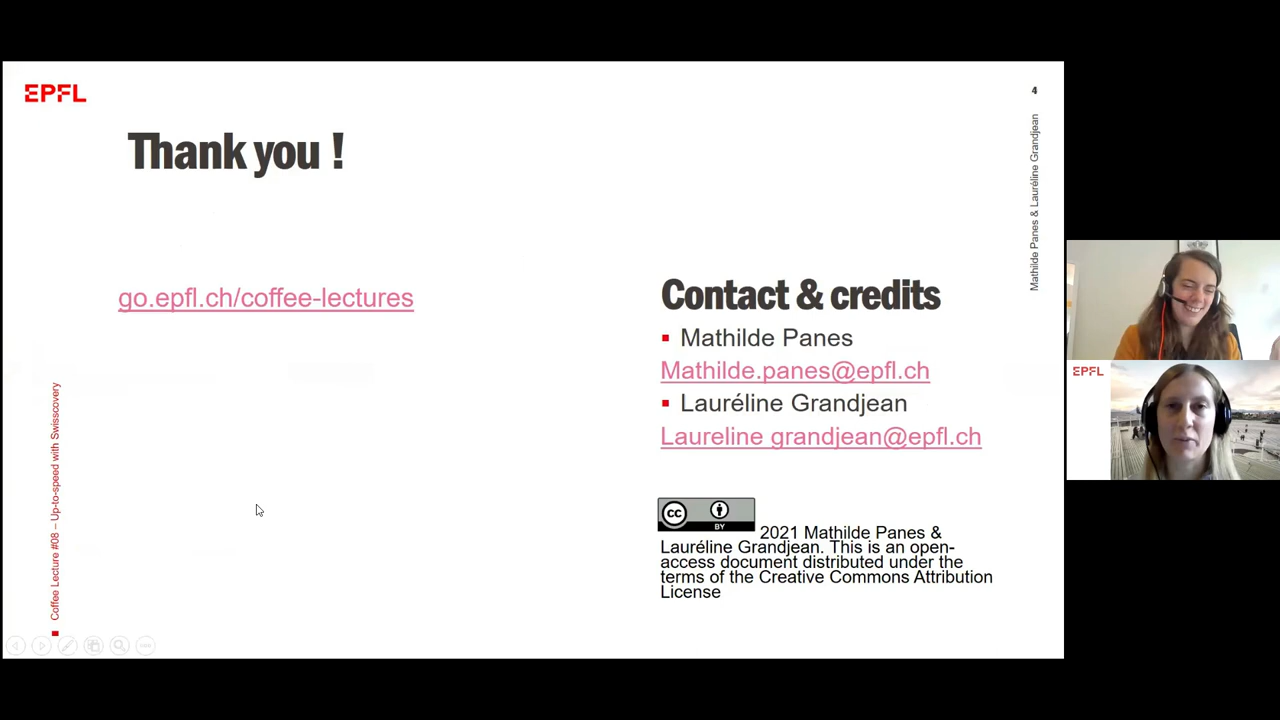 EPFL
4
Mathilde Panes & Lauréline Grandjean
Thank you !
go.epfl.ch/coffee-lectures
Contact & credits
Mathilde Panes
Mathilde.panes@epfl.ch
Lauréline Grandjean
Laureline grandjean@epfl.ch
cc BY 2021 Mathilde Panes &
Lauréline Grandjean. This is an open-
access document distributed under the
terms of the Creative Commons Attribution
License
Coffee Lecture #08 – Up-to-speed with Swisscovery
EPFL